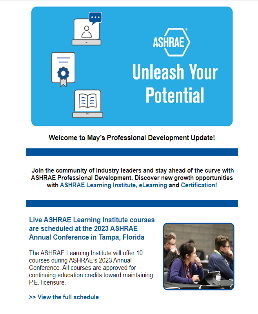 ASHRAE
Unleash Your
Potential
Welcome to May's Professional Development Update!
Join the community of industry leaders and stay ahead of the curve with
ASHRAE Professional Development. Discover new growth opportunities
with ASHRAE Learning Institute, eLearning and Certification!
Live ASHRAE Learning Institute courses
are scheduled at the 2023 ASHRAE
Annual Conference in Tampa, Florida
The ASHRAE Learning Institute will offer 10
courses during ASHRAE's 2023 Annual
Conference. All courses are approved for
continuing education credits toward maintaining
P.E. licensure.
>> View the full schedule